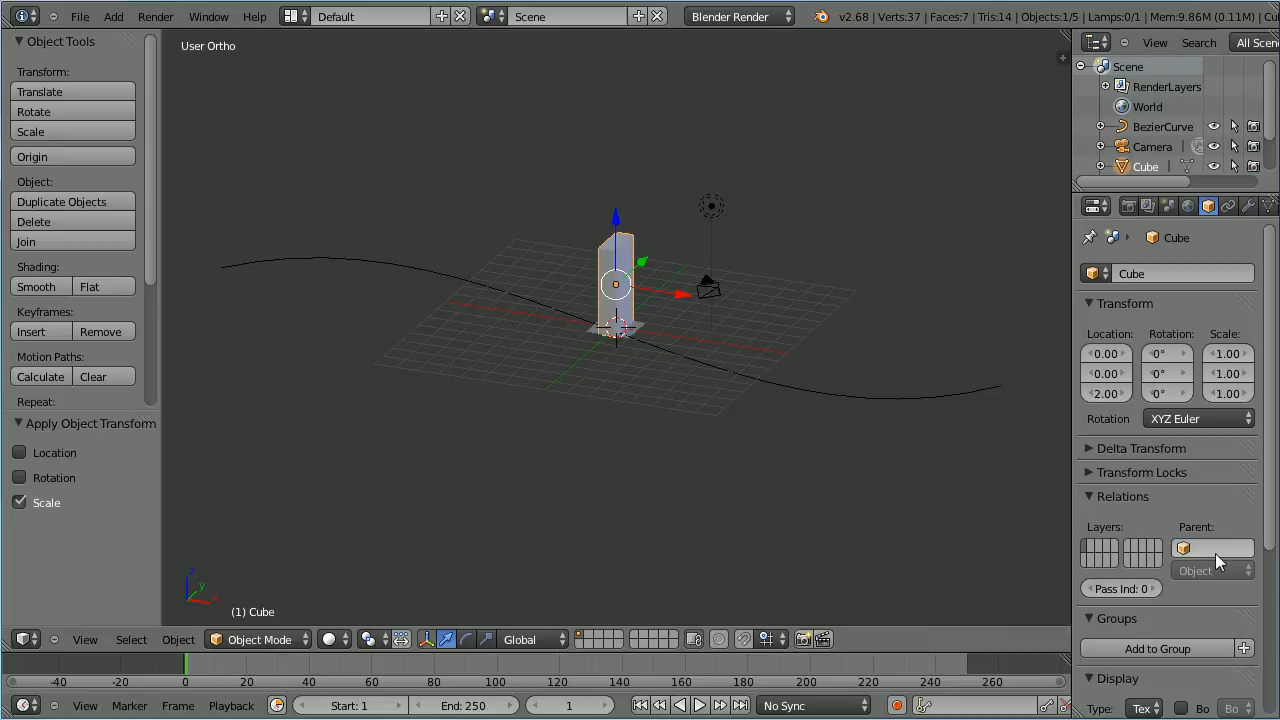 File Add Render Window Help Default Scene Blender Render v2.68 | Verts:37 | Faces:7 | Tris:14 | Objects:1/5 | Lamps:0/1 | Mem:9.86M (0.11M) | Cu
Object Tools
Transform:
Translate
Rotate
Scale
Origin
Object:
Duplicate Objects
Delete
Join
Shading:
Smooth Flat
Keyframes:
Insert Remove
Motion Paths:
Calculate Clear
Repeat:
Apply Object Transform
Location
Rotation
Scale
User Ortho
z
y
x
(1) Cube
View Search All Scen
Scene
RenderLayers
World
BezierCurve
Camera
Cube
Cube
Cube
Transform
Location: Rotation: Scale:
0.00 0° 1.00
0.00 0° 1.00
2.00 0° 1.00
Rotation XYZ Euler
Delta Transform
Transform Locks
Relations
Layers: Parent:
Object
Pass Ind: 0
Groups
Add to Group
Display
Type: Tex Bo Bo
View Select Object Object Mode Global
-40 -20 0 20 40 60 80 100 120 140 160 180 200 220 240 260
View Marker Frame Playback Start: 1 End: 250 1 No Sync